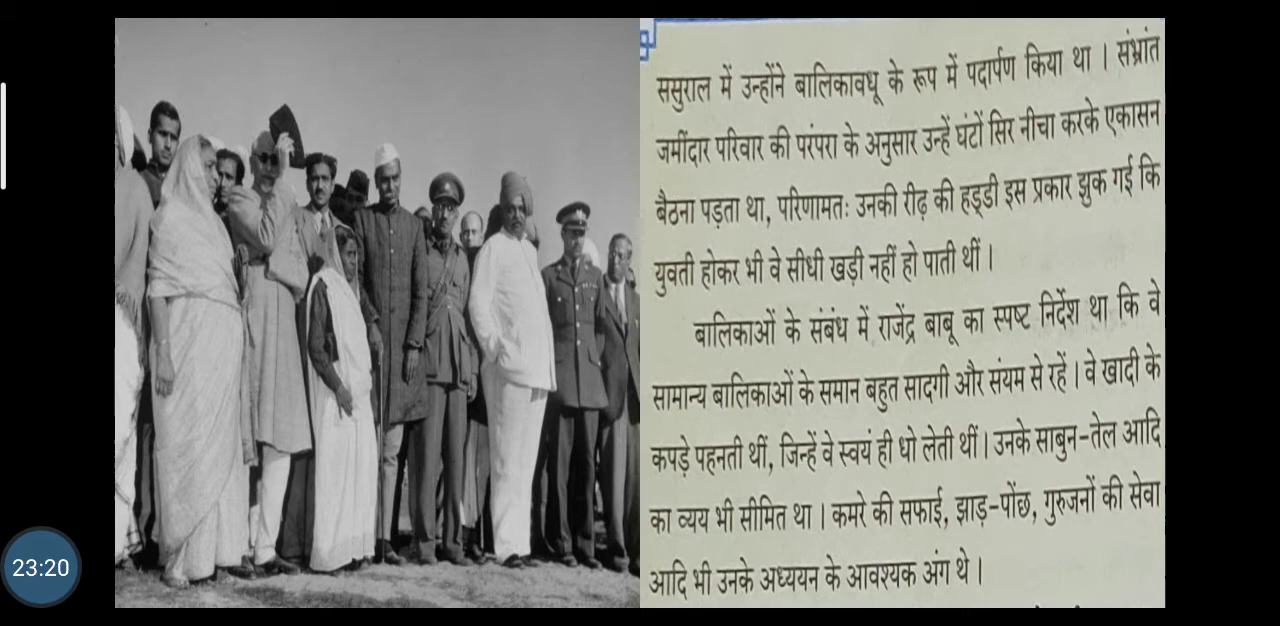 ससुराल में उन्होंने बालिकावधू के रूप में पदार्पण किया था । संभ्रांत
जमींदार परिवार की परंपरा के अनुसार उन्हें घंटों सिर नीचा करके एकासन
बैठना पड़ता था, परिणामतः उनकी रीढ़ की हड्डी इस प्रकार झुक गई कि
युवती होकर भी वे सीधी खड़ी नहीं हो पाती थीं ।
बालिकाओं के संबंध में राजेंद्र बाबू का स्पष्ट निर्देश था कि वे
सामान्य बालिकाओं के समान बहुत सादगी और संयम से रहें । वे खादी के
कपड़े पहनती थीं, जिन्हें वे स्वयं ही धो लेती थीं । उनके साबुन-तेल आदि
का व्यय भी सीमित था । कमरे की सफाई, झाड़-पोंछ, गुरुजनों की सेवा
आदि भी उनके अध्ययन के आवश्यक अंग थे ।
23:20